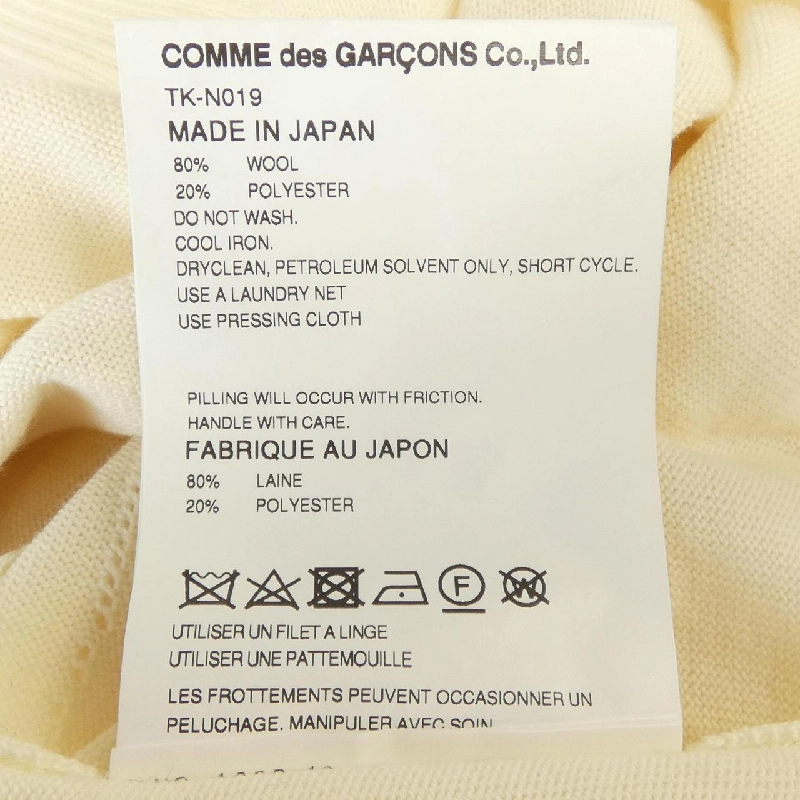 COMME des GARÇONS Co.,Ltd.
TK-N019
MADE IN JAPAN
80% WOOL
20% POLYESTER
DO NOT WASH.
COOL IRON.
DRYCLEAN, PETROLEUM SOLVENT ONLY, SHORT CYCLE.
USE A LAUNDRY NET
USE PRESSING CLOTH
PILLING WILL OCCUR WITH FRICTION.
HANDLE WITH CARE.
FABRIQUE AU JAPON
80% LAINE
20% POLYESTER
F W
UTILISER UN FILET A LINGE
UTILISER UNE PATTEMOUILLE
LES FROTTEMENTS PEUVENT OCCASIONNER UN
PELUCHAGE. MANIPULER AVEC SOIN